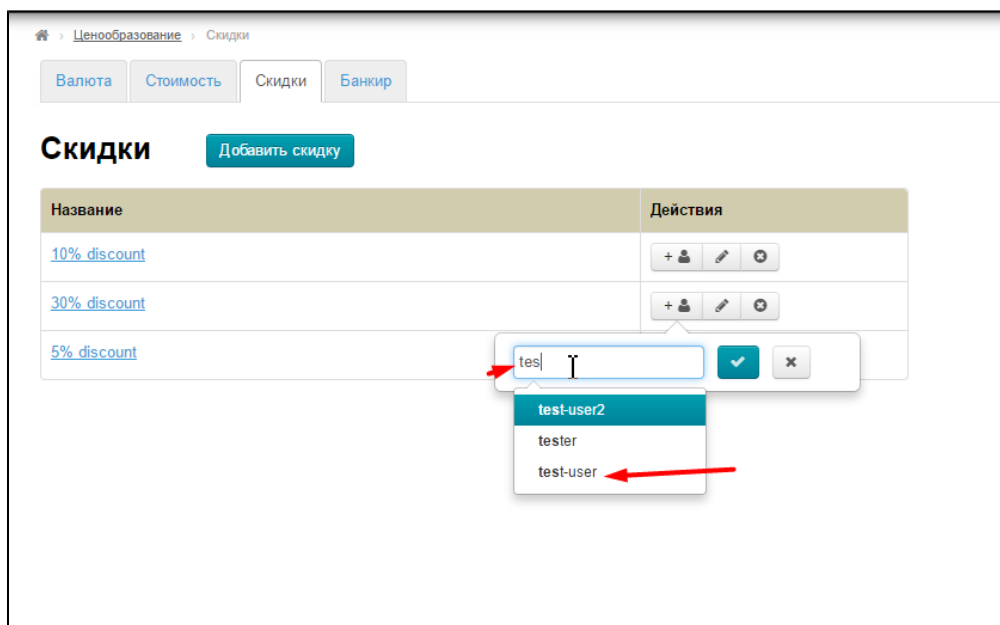 › Ценообразование › Скидки
Валюта Стоимость Скидки Банкир
Скидки Добавить скидку
Название Действия
10% discount +
30% discount +
5% discount
tes
test-user2
tester
test-user